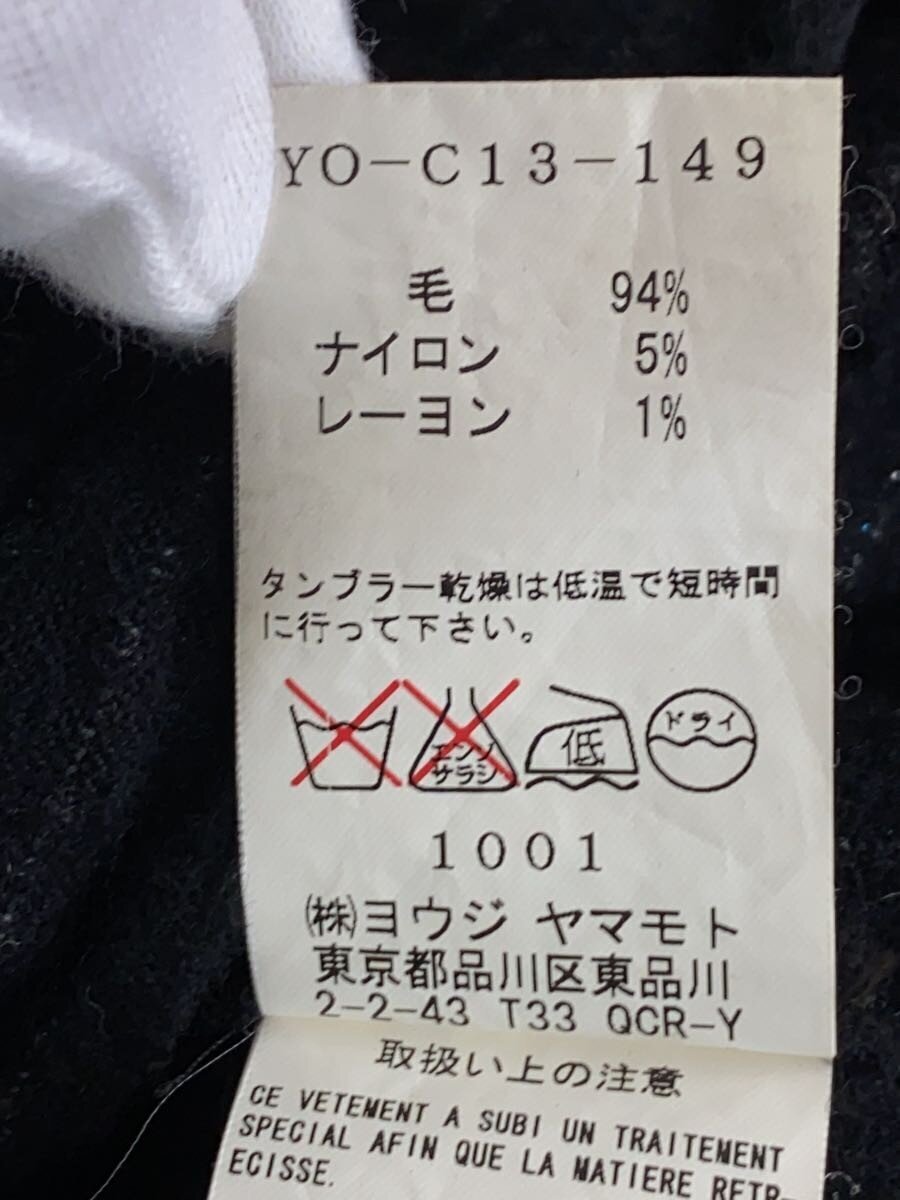 YO-C13-149
毛 94%
ナイロン 5%
レーヨン 1%
タンブラー乾燥は低温で短時間
に行って下さい。
エンソ
サラシ
低
ドライ
1001
㈱ヨウジ ヤマモト
東京都品川区東品川
2-2-43 T33 QCR-Y
取扱い上の注意
CE VETEMENT A SUBI UN TRAITEMENT
SPECIAL AFIN QUE LA MATIERE RETR-
ECISSE.